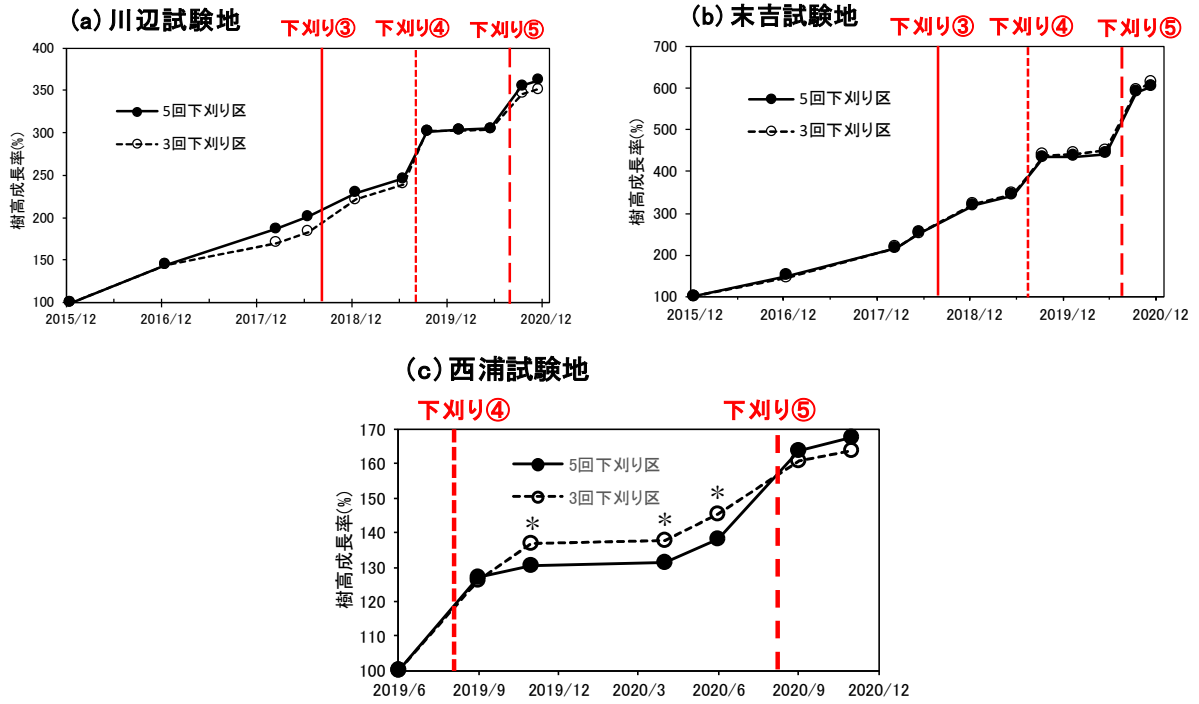 (a) 川辺試験地
下刈り③ 下刈り④ 下刈り⑤
400
350
300
250
200
150
100
樹高成長率(%)
5回下刈り区
3回下刈り区
2015/12 2016/12 2017/12 2018/12 2019/12 2020/12
(b) 末吉試験地
下刈り③ 下刈り④ 下刈り⑤
700
600
500
400
300
200
100
樹高成長率(%)
5回下刈り区
3回下刈り区
2015/12 2016/12 2017/12 2018/12 2019/12 2020/12
(c) 西浦試験地
下刈り④ 下刈り⑤
170
160
150
140
130
120
110
100
樹高成長率(%)
5回下刈り区
3回下刈り区
* * *
2019/6 2019/9 2019/12 2020/3 2020/6 2020/9 2020/12